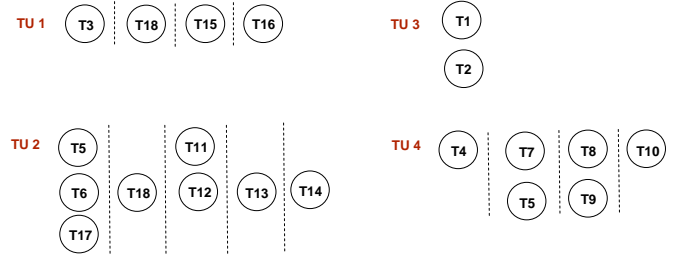 TU 1 T3 T18 T15 T16
TU 3 T1
T2
TU 2 T5 T11
T6 T18 T12 T13 T14
T17
TU 4 T4 T7 T8 T10
T5 T9